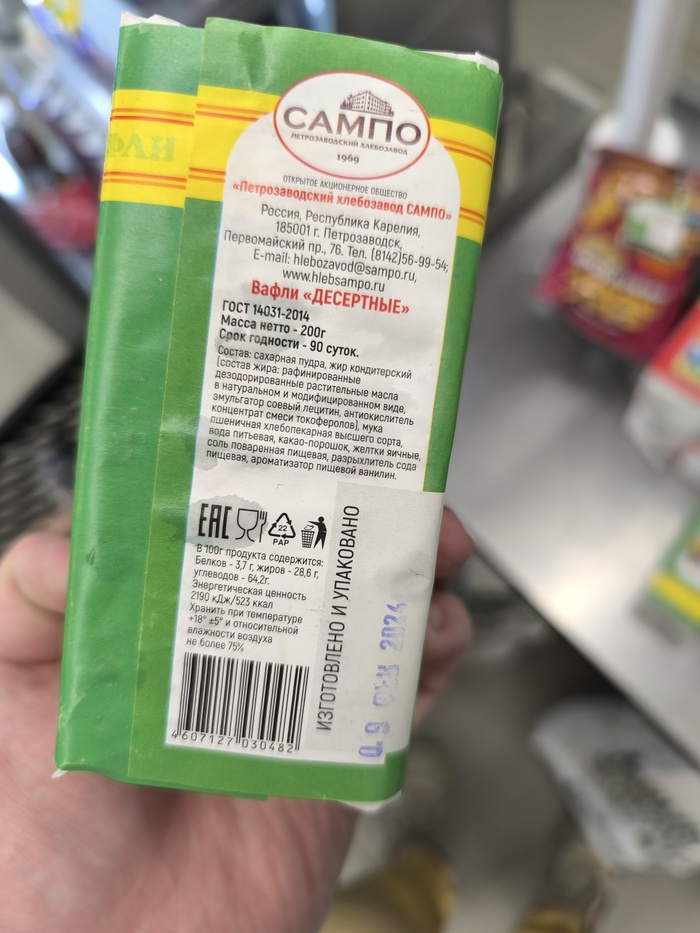 САМПО
ПЕТРОЗАВОДСКИЙ ХЛЕБОЗАВОД
1969
ОТКРЫТОЕ АКЦИОНЕРНОЕ ОБЩЕСТВО
«Петрозаводский хлебозавод САМПО»
Россия, Республика Карелия,
185001 г. Петрозаводск,
Первомайский пр., 76. Тел. (8142)56-99-54;
E-mail: hlebozavod@sampo.ru,
www.hlebsampo.ru
Вафли «ДЕСЕРТНЫЕ»
ГОСТ 14031-2014
Масса нетто - 200г
Срок годности - 90 суток.
Состав: сахарная пудра, жир кондитерский
(состав жира: рафинированные
дезодорированные растительные масла
в натуральном и модифицированном виде,
эмульгатор соевый лецитин, антиокислитель
концентрат смеси токоферолов), мука
пшеничная хлебопекарная высшего сорта,
вода питьевая, какао-порошок, желтки яичные,
соль поваренная пищевая, разрыхлитель сода
пищевая, ароматизатор пищевой ванилин.
EAC
22
PAP
В 100г продукта содержится:
Белков - 3,7 г, жиров - 28,6 г,
углеводов - 64,2г.
Энергетическая ценность
2190 кДж/523 ккал
Хранить при температуре
+18° ±5° и относительной
влажности воздуха
не более 75%
4607127030482
ИЗГОТОВЛЕНО И УПАКОВАНО